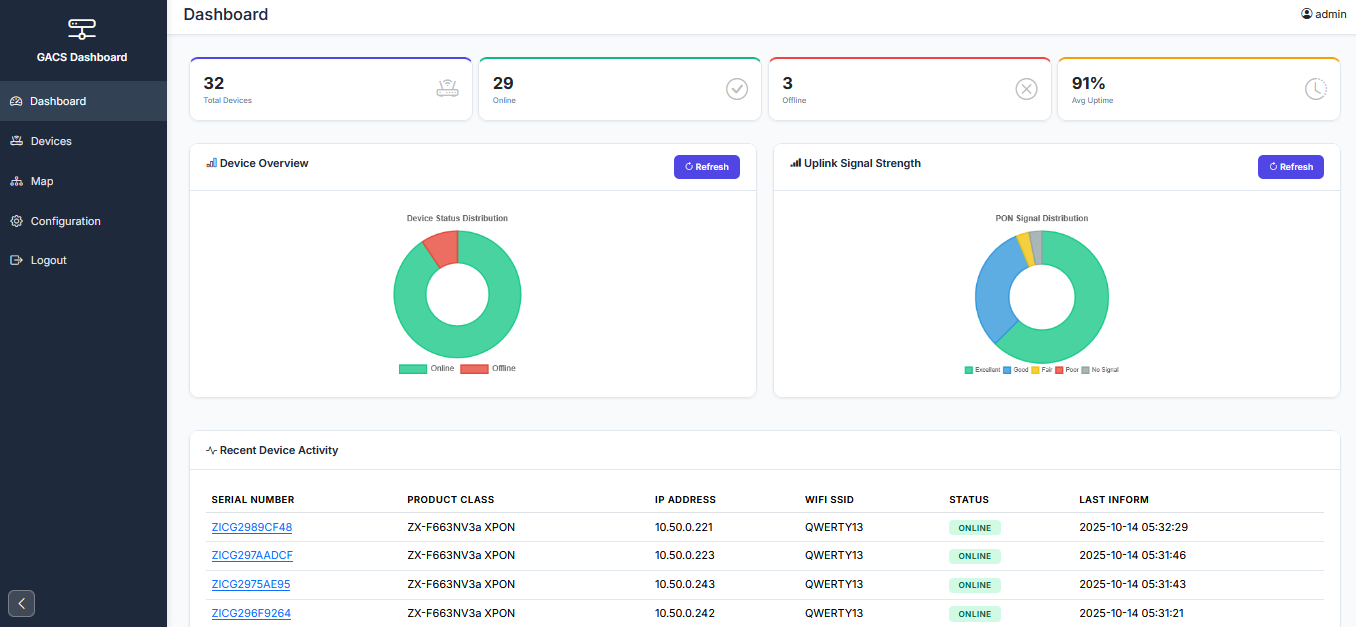 Dashboard
admin
GACS Dashboard
Dashboard
Devices
Map
Configuration
Logout
32
Total Devices
29
Online
3
Offline
91%
Avg Uptime
Device Overview
Refresh
Device Status Distribution
Online Offline
Uplink Signal Strength
Refresh
PON Signal Distribution
Excellent Good Fair Poor No Signal
Recent Device Activity
SERIAL NUMBER PRODUCT CLASS IP ADDRESS WIFI SSID STATUS LAST INFORM
ZICG2989CF48 ZX-F663NV3a XPON 10.50.0.221 QWERTY13 ONLINE 2025-10-14 05:32:29
ZICG297AADCF ZX-F663NV3a XPON 10.50.0.223 QWERTY13 ONLINE 2025-10-14 05:31:46
ZICG2975AE95 ZX-F663NV3a XPON 10.50.0.243 QWERTY13 ONLINE 2025-10-14 05:31:43
ZICG296F9264 ZX-F663NV3a XPON 10.50.0.242 QWERTY13 ONLINE 2025-10-14 05:31:21